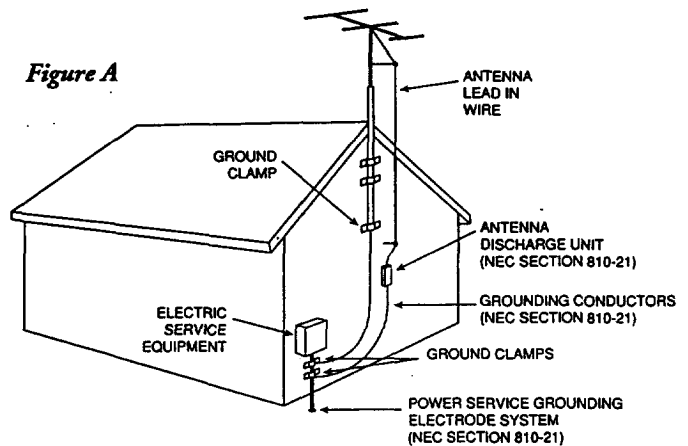 Figure A
ANTENNA
LEAD IN
WIRE
GROUND
CLAMP
ANTENNA
DISCHARGE UNIT
(NEC SECTION 810-21)
GROUNDING CONDUCTORS
(NEC SECTION 810-21)
ELECTRIC
SERVICE
EQUIPMENT
GROUND CLAMPS
POWER SERVICE GROUNDING
ELECTRODE SYSTEM
(NEC SECTION 810-21)